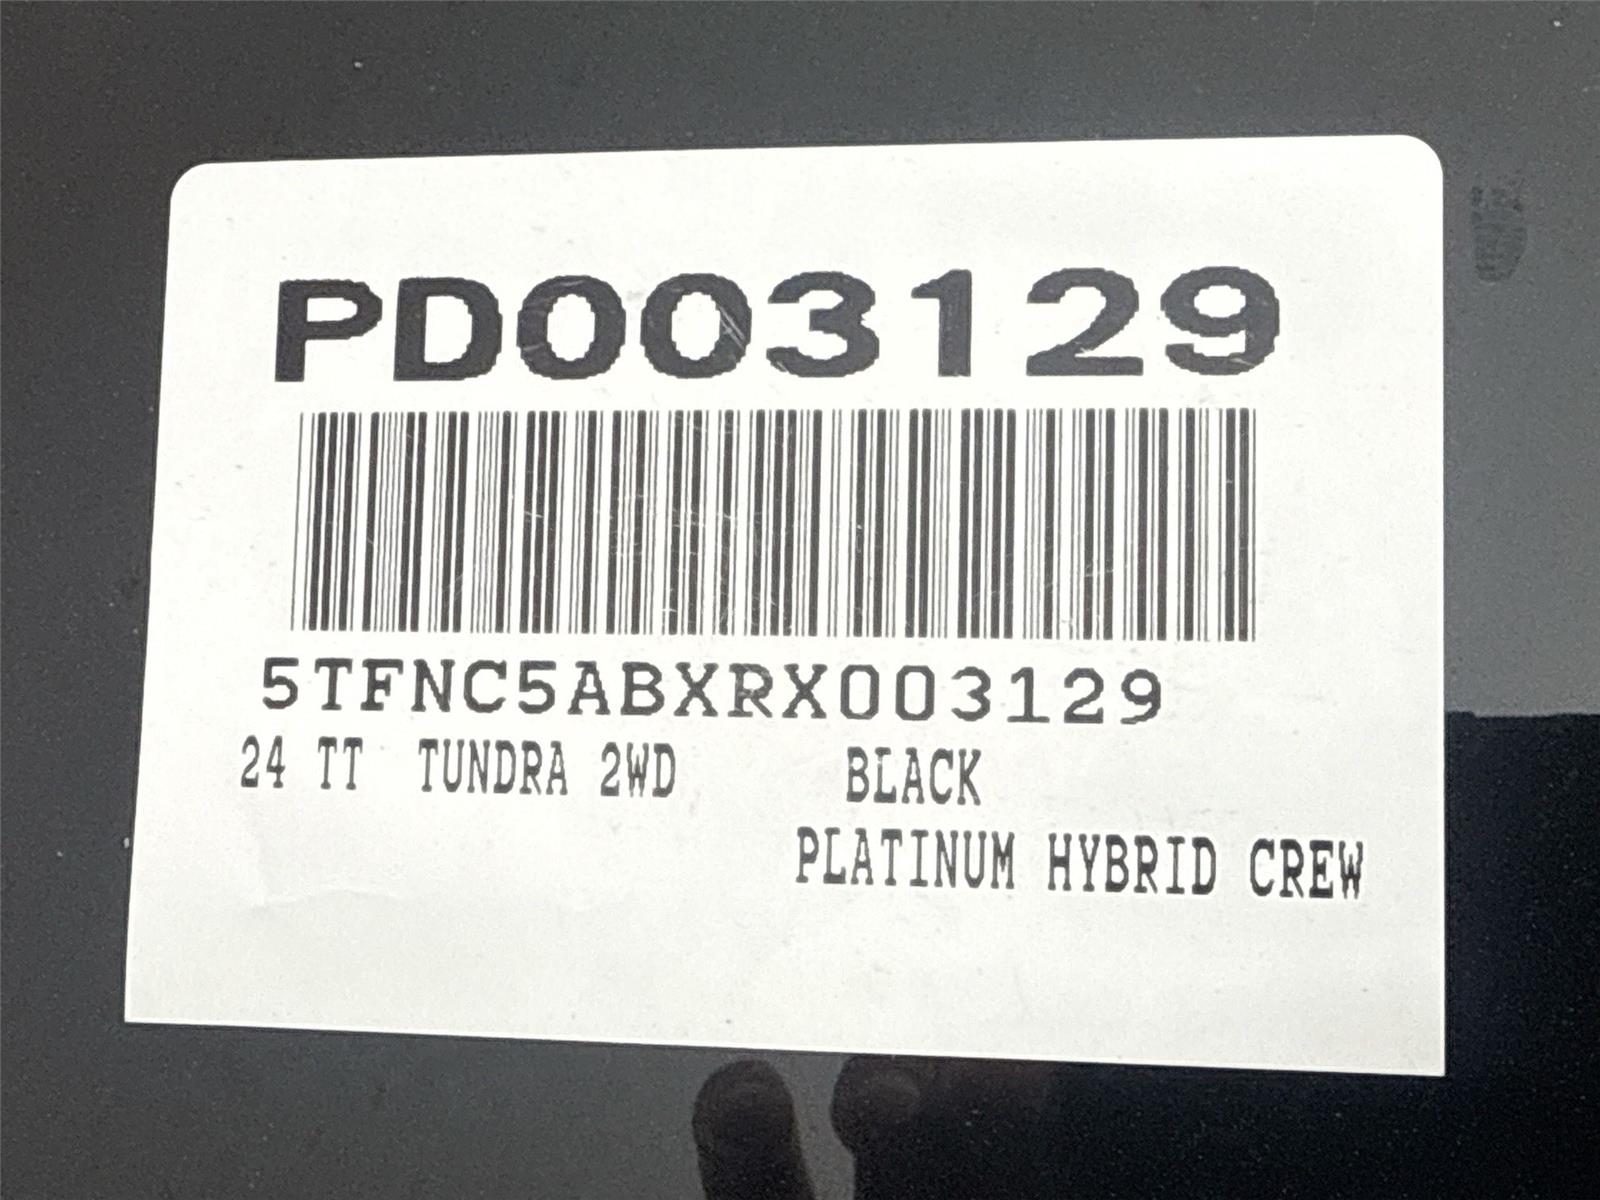 PD003129
5TFNC5ABXRX003129
24 TT TUNDRA 2WD BLACK
PLATINUM HYBRID CREW